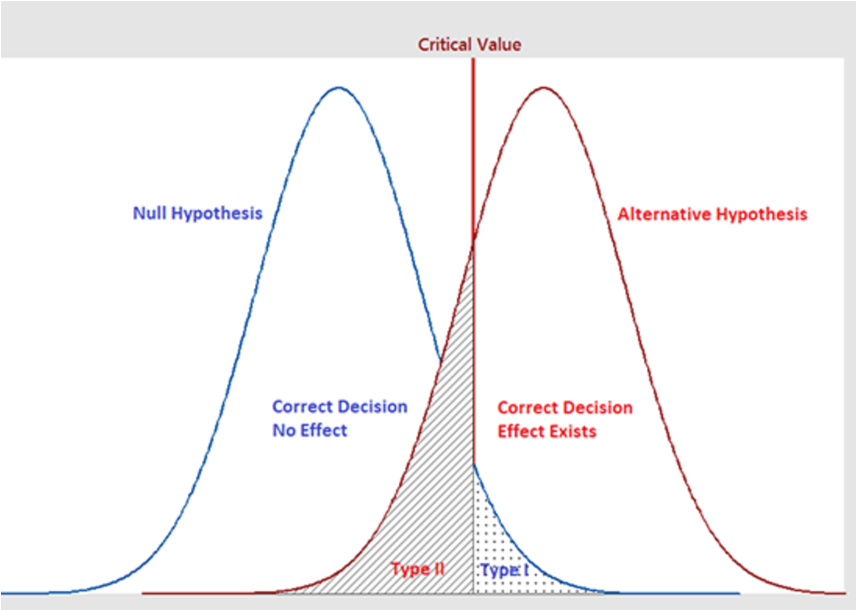 Critical Value
Null Hypothesis
Alternative Hypothesis
Correct Decision
No Effect
Correct Decision
Effect Exists
Type II
Type I